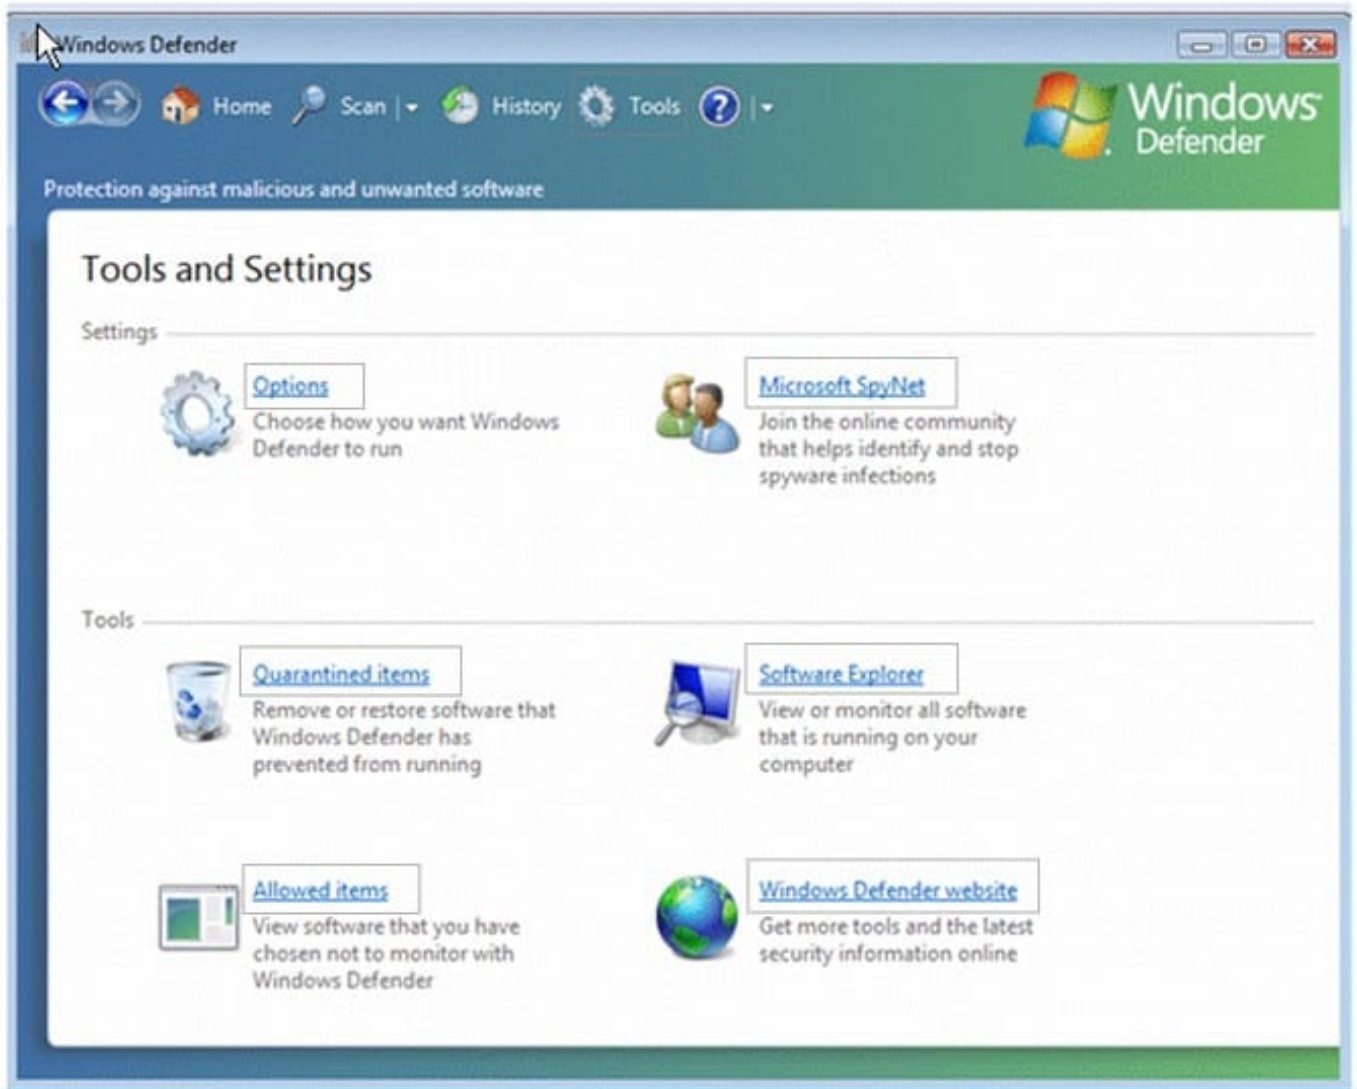 Windows Defender
Home Scan History Tools ?
Windows
Defender
Protection against malicious and unwanted software
Tools and Settings
Settings
Options
Choose how you want Windows
Defender to run
Microsoft SpyNet
Join the online community
that helps identify and stop
spyware infections
Tools
Quarantined items
Remove or restore software that
Windows Defender has
prevented from running
Software Explorer
View or monitor all software
that is running on your
computer
Allowed items
View software that you have
chosen not to monitor with
Windows Defender
Windows Defender website
Get more tools and the latest
security information online